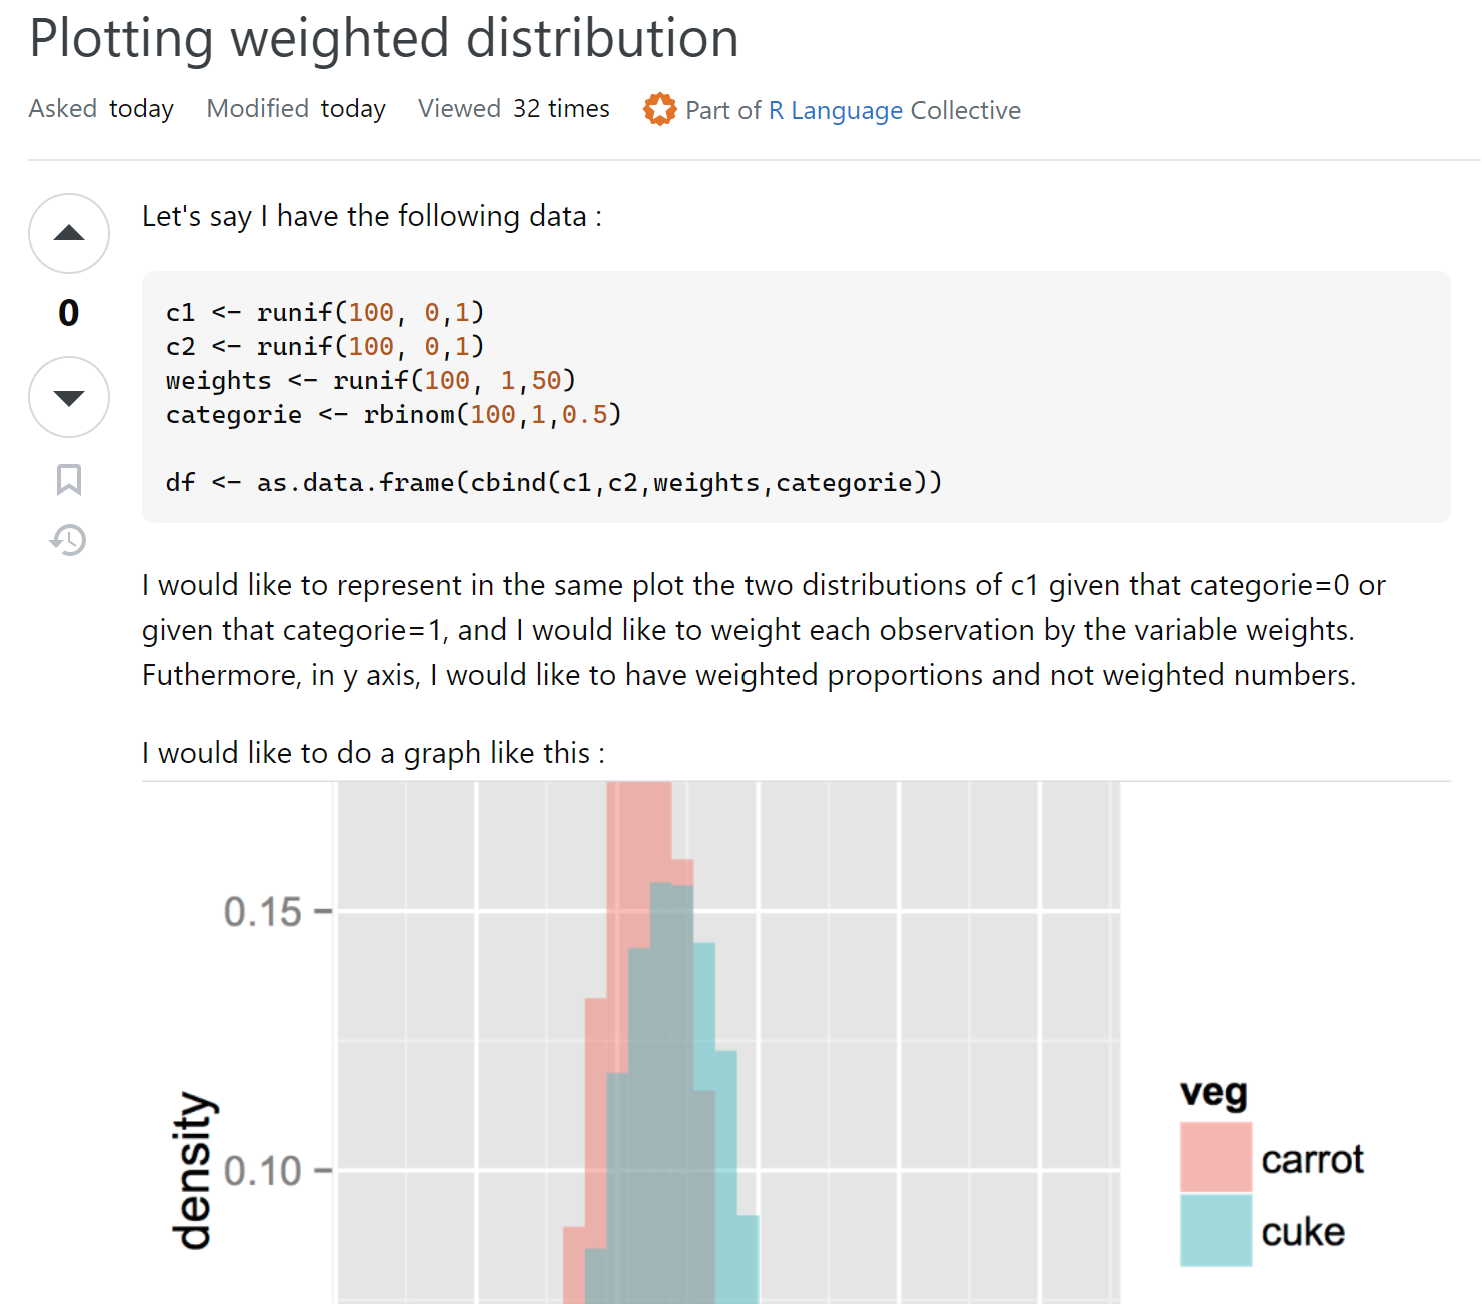 Plotting weighted distribution
Asked today Modified today Viewed 32 times Part of R Language Collective
Let's say I have the following data :
0
c1 <- runif(100, 0,1)
c2 <- runif(100, 0,1)
weights <- runif(100, 1,50)
categorie <- rbinom(100,1,0.5)
df <- as.data.frame(cbind(c1,c2,weights,categorie))
I would like to represent in the same plot the two distributions of c1 given that categorie=0 or
given that categorie=1, and I would like to weight each observation by the variable weights.
Futhermore, in y axis, I would like to have weighted proportions and not weighted numbers.
I would like to do a graph like this :
0.15
density
0.10
veg
carrot
cuke